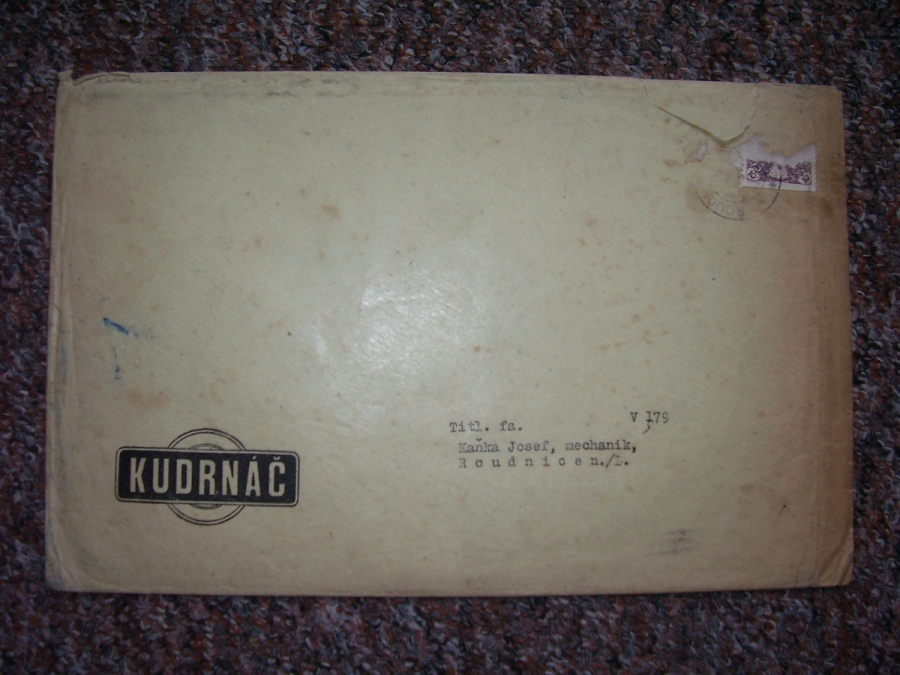 V 179
Titl. fa.
Kaňka Josef, mechanik,
Roudnice n./L.
KUDRNÁČ